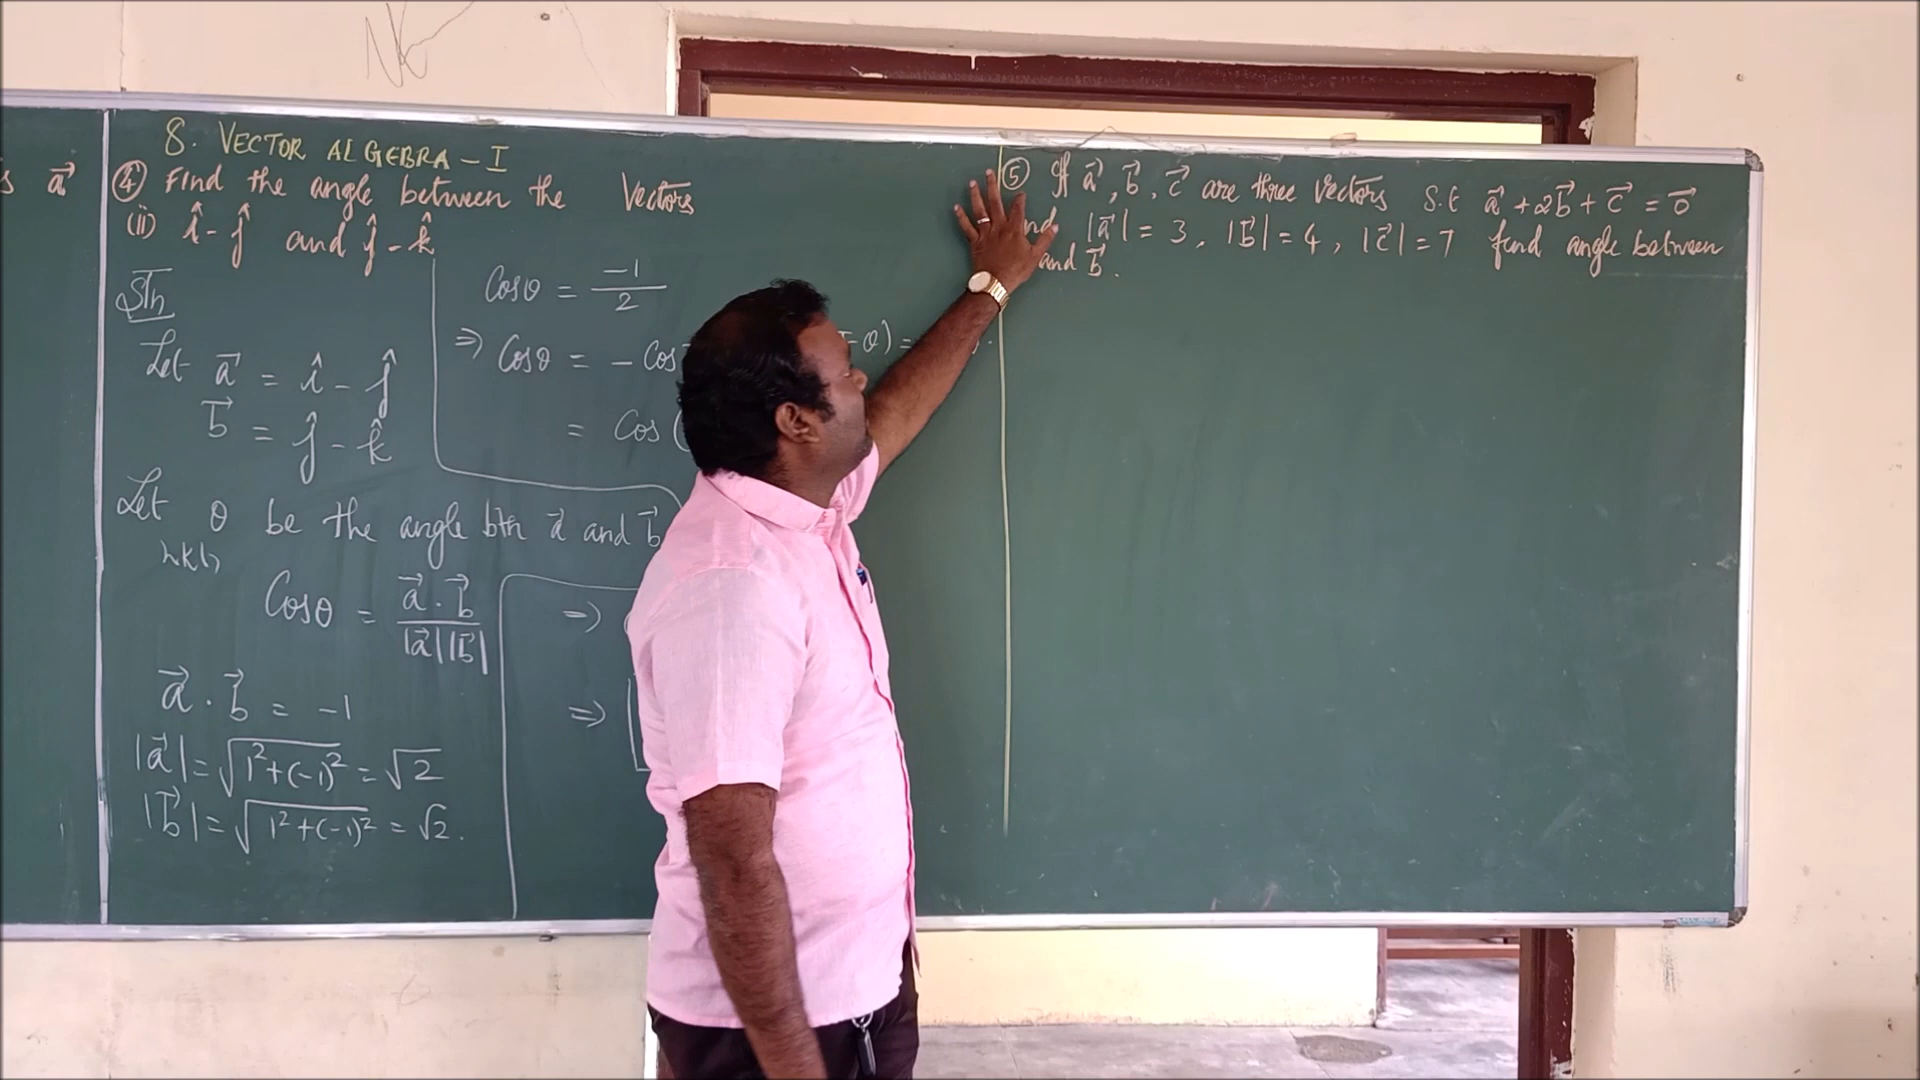 8. VECTOR ALGEBRA - I
s a⃗
④ Find the angle between the Vectors
(ii) î - ĵ and ĵ - k̂
Let a⃗ = î - ĵ
b⃗ = ĵ - k̂
Let θ be the angle btn a⃗ and b⃗
Cosθ = a⃗ . b⃗ / |a⃗||b⃗|
a⃗ . b⃗ = -1
|a⃗| = √1²+(-1)² = √2
|b⃗| = √1²+(-1)² = √2.
Cosθ = -1/2
⇒ Cosθ = - Cos
= Cos (
⇒
⇒
⑤ If a⃗, b⃗, c⃗ are three vectors s.t a⃗ + 2b⃗ + c⃗ = 0⃗
|a⃗| = 3, |b⃗| = 4, |c⃗| = 7 find angle between
and b⃗.